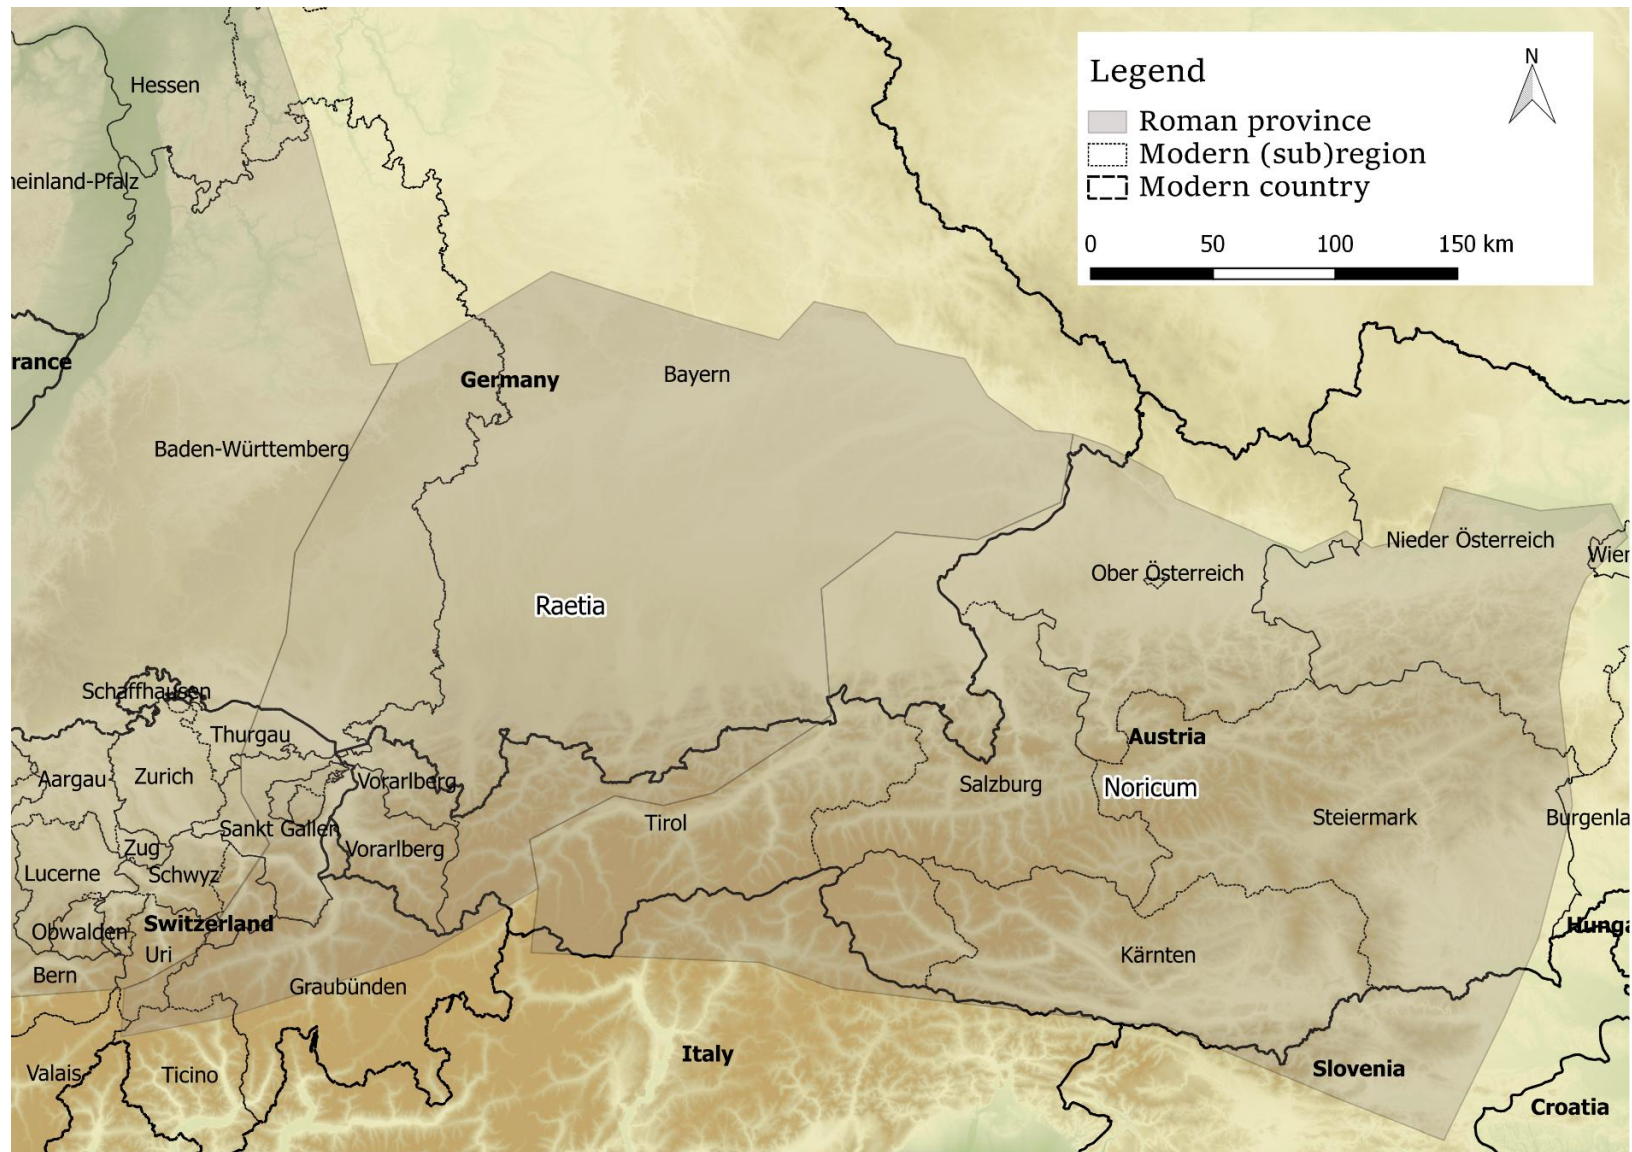 Hessen
heinland-Pfalz
rance
Germany
Bayern
Baden-Württemberg
Raetia
Nieder Österreich
Wien
Ober Österreich
Schaffhausen
Thurgau
Aargau
Zurich
Vorarlberg
Sankt Gallen
Vorarlberg
Tirol
Salzburg
Austria
Noricum
Steiermark
Burgenla
Zug
Lucerne
Schwyz
Switzerland
Obwalden
Uri
Bern
Graubünden
Kärnten
Hunga
Valais
Ticino
Italy
Slovenia
Croatia
Legend
N
Roman province
Modern (sub)region
Modern country
0 50 100 150 km